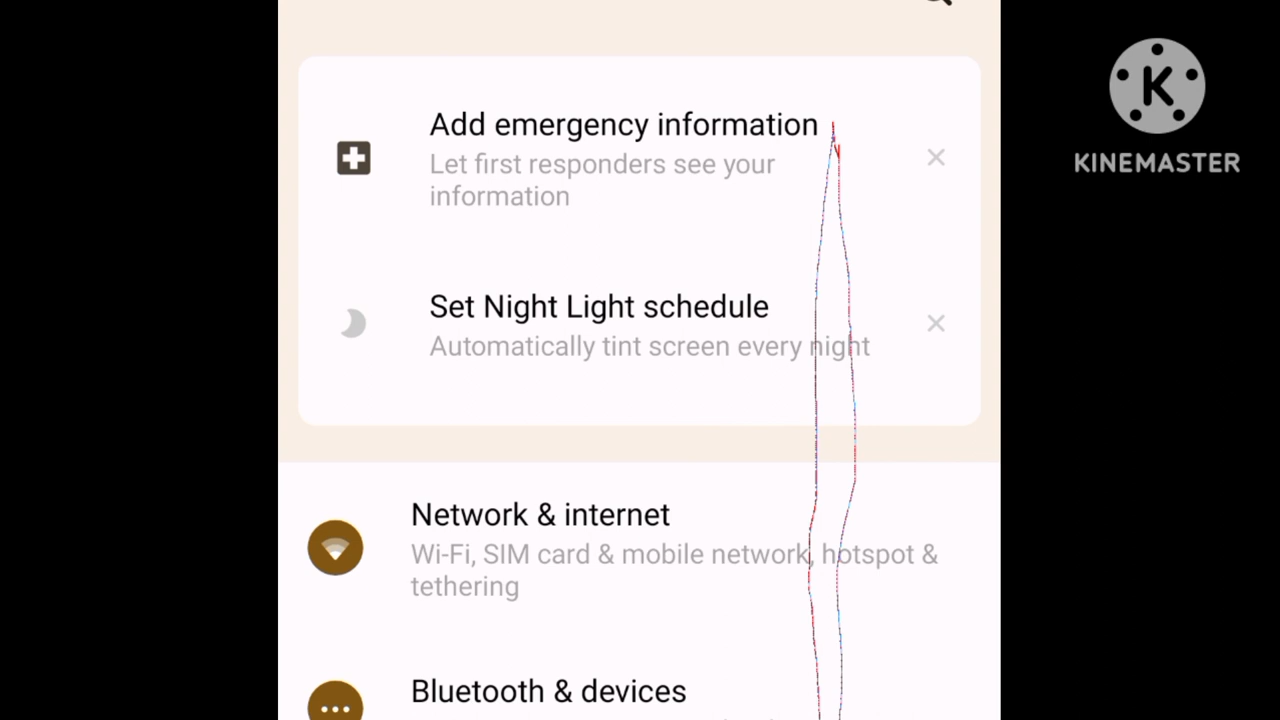 Add emergency information
Let first responders see your
information
Set Night Light schedule
Automatically tint screen every night
Network & internet
Wi-Fi, SIM card & mobile network, hotspot &
tethering
Bluetooth & devices
K
KINEMASTER